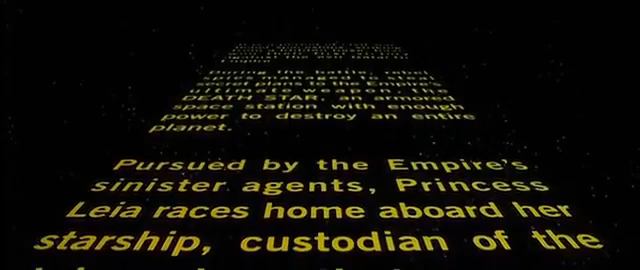 During the battle, rebel
spies managed to steal
secret plans to the Empire's
ultimate weapon, the
DEATH STAR, an armored
space station with enough
power to destroy an entire
planet.
Pursued by the Empire's
sinister agents, Princess
Leia races home aboard her
starship, custodian of the